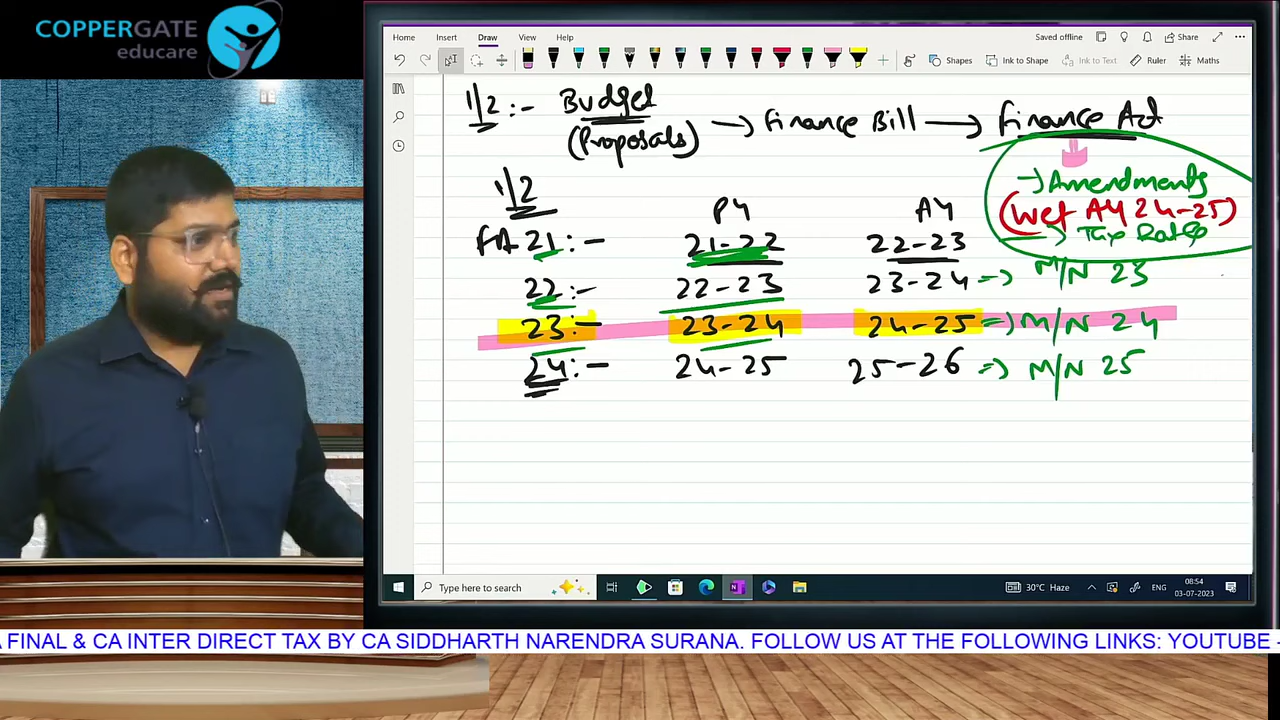 COPPERGATE
educare
Home Insert Draw View Help
Saved offline
Share
Shapes
Ink to Shape
Ink to Text
Ruler
Maths
1/2 :- Budget (Proposals) → Finance Bill → Finance Act
→ Amendments
(wef AY 24-25)
→ Tax Rates
1/2
PY AY
FA 21 :- 21-22 22-23
22 :- 22-23 23-24 => M/N 23
23 :- 23-24 24-25 => M/N 24
24 :- 24-25 25-26 => M/N 25
Type here to search
30°C Haze
ENG
08:54
03-07-2023
A FINAL & CA INTER DIRECT TAX BY CA SIDDHARTH NARENDRA SURANA. FOLLOW US AT THE FOLLOWING LINKS: YOUTUBE -